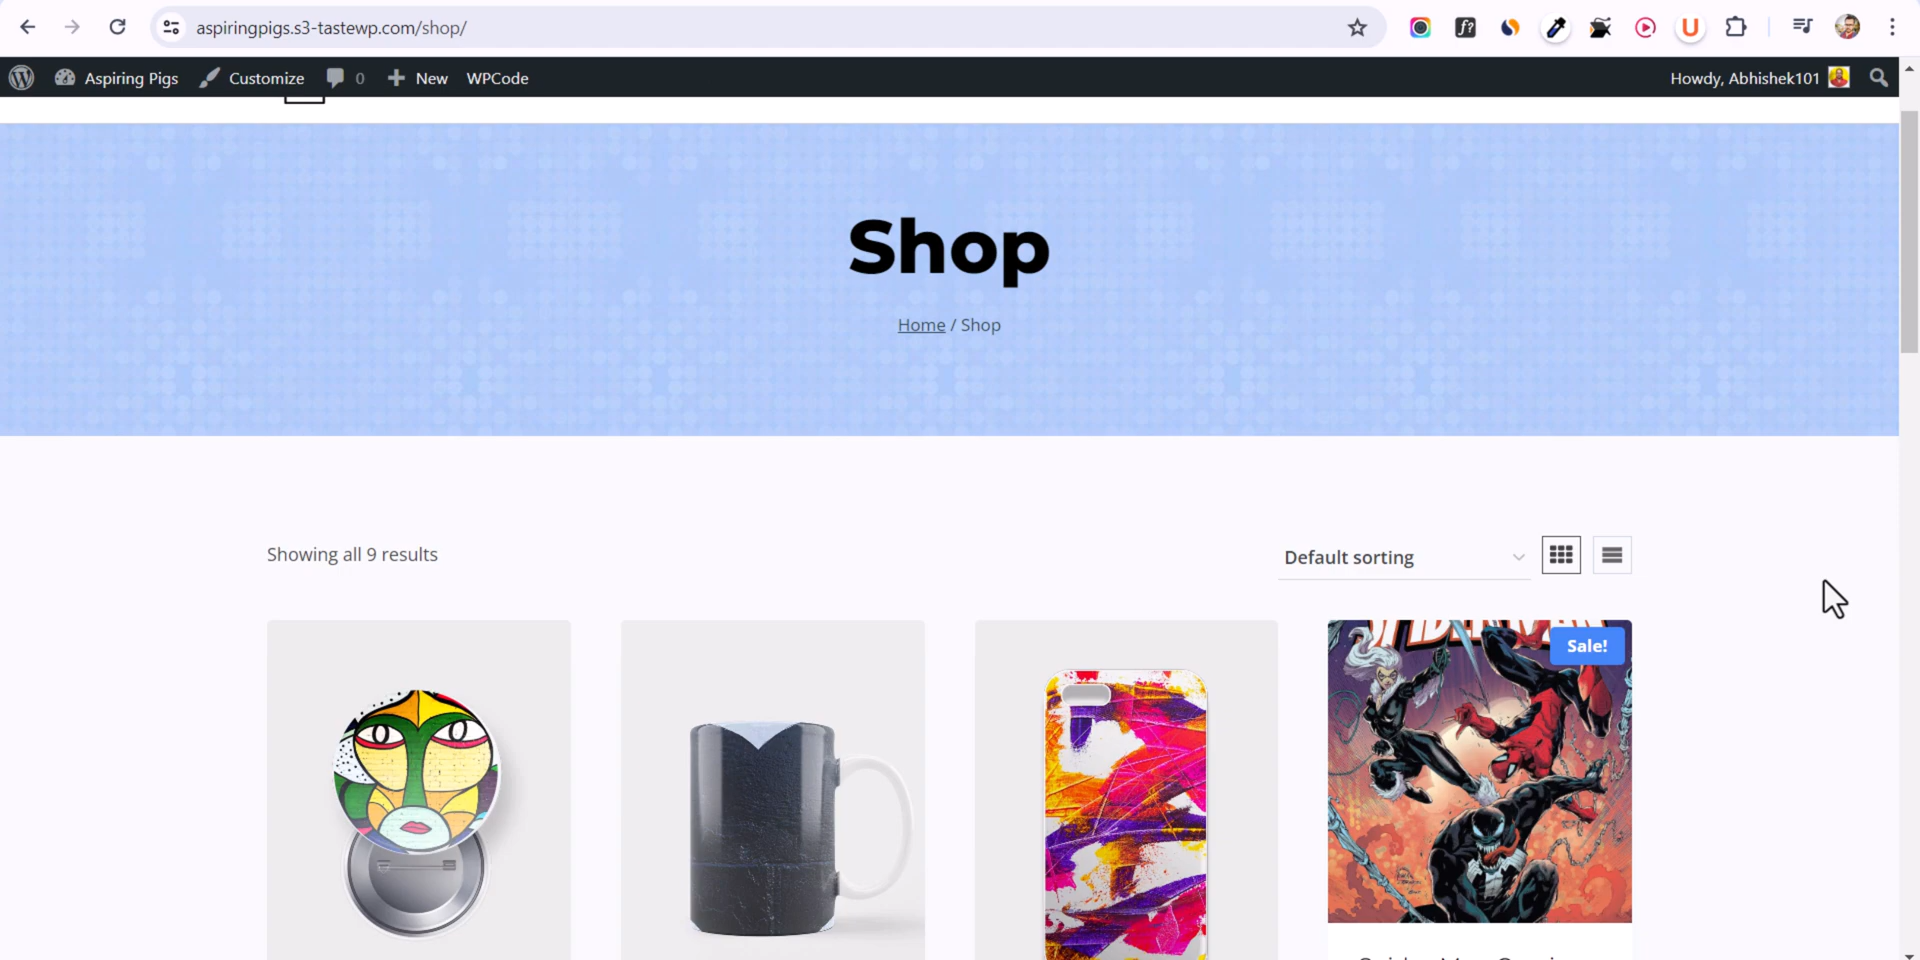 aspiringpigs.s3-tastewp.com/shop/
Aspiring Pigs Customize 0 New WPCode Howdy, Abhishek101
Shop
Home / Shop
Showing all 9 results
Default sorting
Sale!